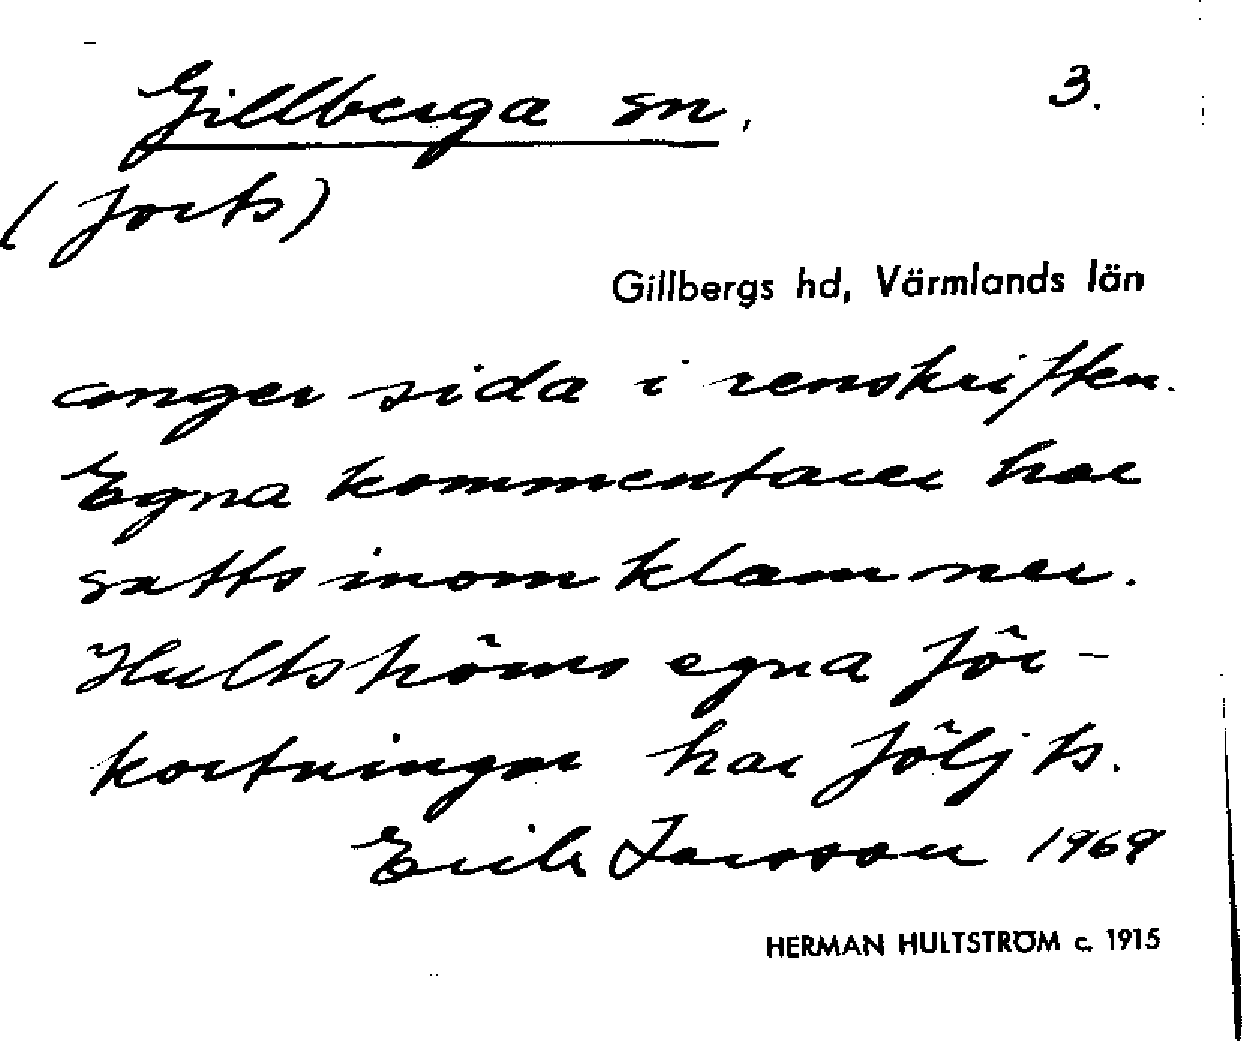 Gillberga sn, 3.
(forts)
Gillbergs hd, Värmlands län
anger sida i renskriften.
Egna kommentarer har
satts inom klammer.
Hultströms egna för-
kortningar har följts.
Erik Larsson 1969
HERMAN HULTSTRÖM c. 1915